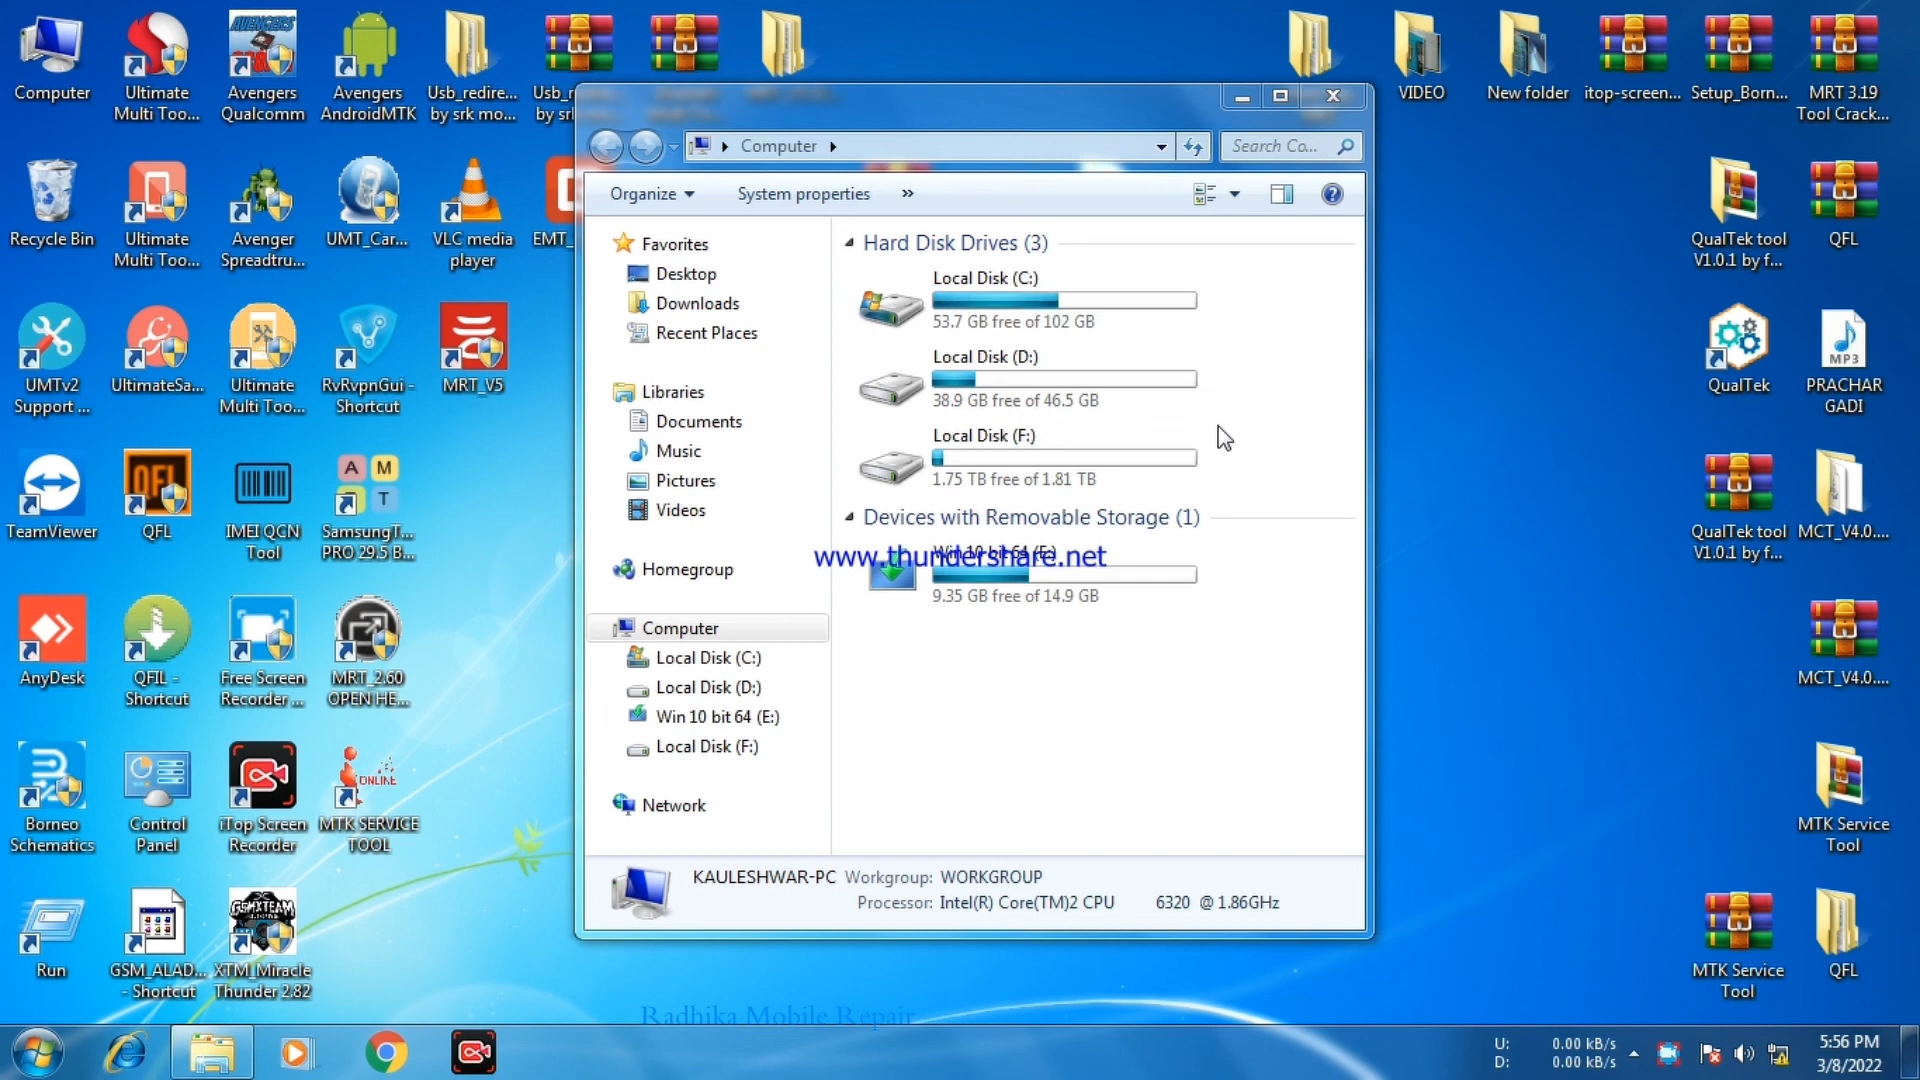 Computer
Ultimate
Multi Too...
Avengers
Qualcomm
Avengers
AndroidMTK
Usb_redire...
by srk mo...
VIDEO
New folder
itop-screen...
Setup_Born...
MRT 3.19
Tool Crack...
Recycle Bin
Ultimate
Multi Too...
Avenger
Spreadtru...
UMT_Car...
VLC media
player
QualTek tool
V1.0.1 by f...
QFL
UMTv2
Support ...
UltimateSa...
Ultimate
Multi Too...
RvRvpnGui -
Shortcut
MRT_V5
QualTek
MP3
PRACHAR
GADI
TeamViewer
QFL
IMEI QCN
Tool
A M
T
SamsungT...
PRO 29.5 B...
QualTek tool
V1.0.1 by f...
MCT_V4.0....
AnyDesk
QFIL -
Shortcut
Free Screen
Recorder ...
MRT_2.60
OPEN HE...
MCT_V4.0....
Borneo
Schematics
Control
Panel
iTop Screen
Recorder
ONLINE
MTK SERVICE
TOOL
MTK Service
Tool
Run
GSM_ALAD...
- Shortcut
GSMXTEAM
XTM_Miracle
Thunder 2.82
MTK Service
Tool
QFL
Computer
Search Co...
Organize
System properties
»
Favorites
Desktop
Downloads
Recent Places
Libraries
Documents
Music
Pictures
Videos
Homegroup
Computer
Local Disk (C:)
Local Disk (D:)
Win 10 bit 64 (E:)
Local Disk (F:)
Network
Hard Disk Drives (3)
Local Disk (C:)
53.7 GB free of 102 GB
Local Disk (D:)
38.9 GB free of 46.5 GB
Local Disk (F:)
1.75 TB free of 1.81 TB
Devices with Removable Storage (1)
Win 10 bit 64 (E:)
www.thundershare.net
9.35 GB free of 14.9 GB
KAULESHWAR-PC Workgroup: WORKGROUP
Processor: Intel(R) Core(TM)2 CPU 6320 @ 1.86GHz
Radhika Mobile Repair
U: 0.00 kB/s
D: 0.00 kB/s
5:56 PM
3/8/2022